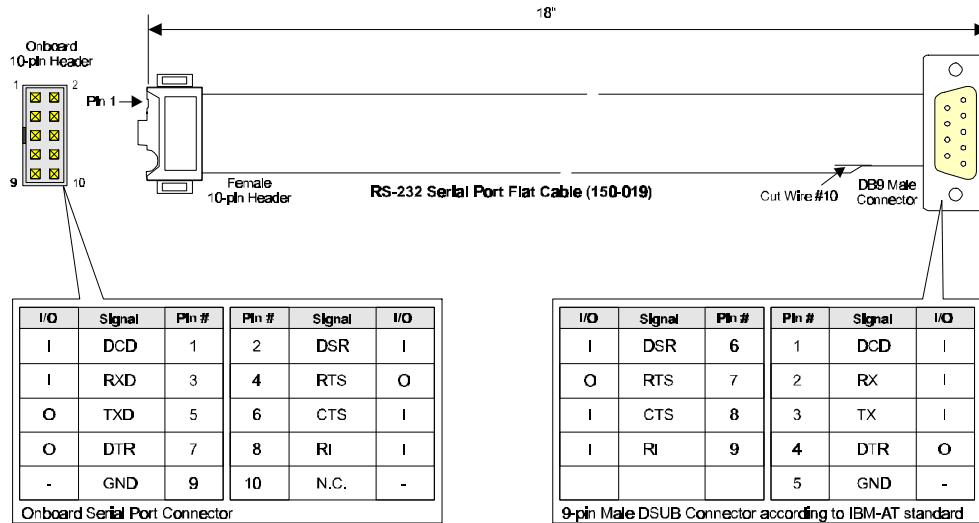 18"
Onboard
10-pin Header
1 2
Pin 1
9 10
Female
10-pin Header
RS-232 Serial Port Flat Cable (150-019)
Cut Wire #10
DB9 Male
Connector
I/O Signal Pin # Pin # Signal I/O
I DCD 1 2 DSR I
I RXD 3 4 RTS O
O TXD 5 6 CTS I
O DTR 7 8 RI I
- GND 9 10 N.C. -
Onboard Serial Port Connector
I/O Signal Pin # Pin # Signal I/O
I DSR 6 1 DCD I
O RTS 7 2 RX I
I CTS 8 3 TX I
I RI 9 4 DTR O
5 GND -
9-pin Male DSUB Connector according to IBM-AT standard